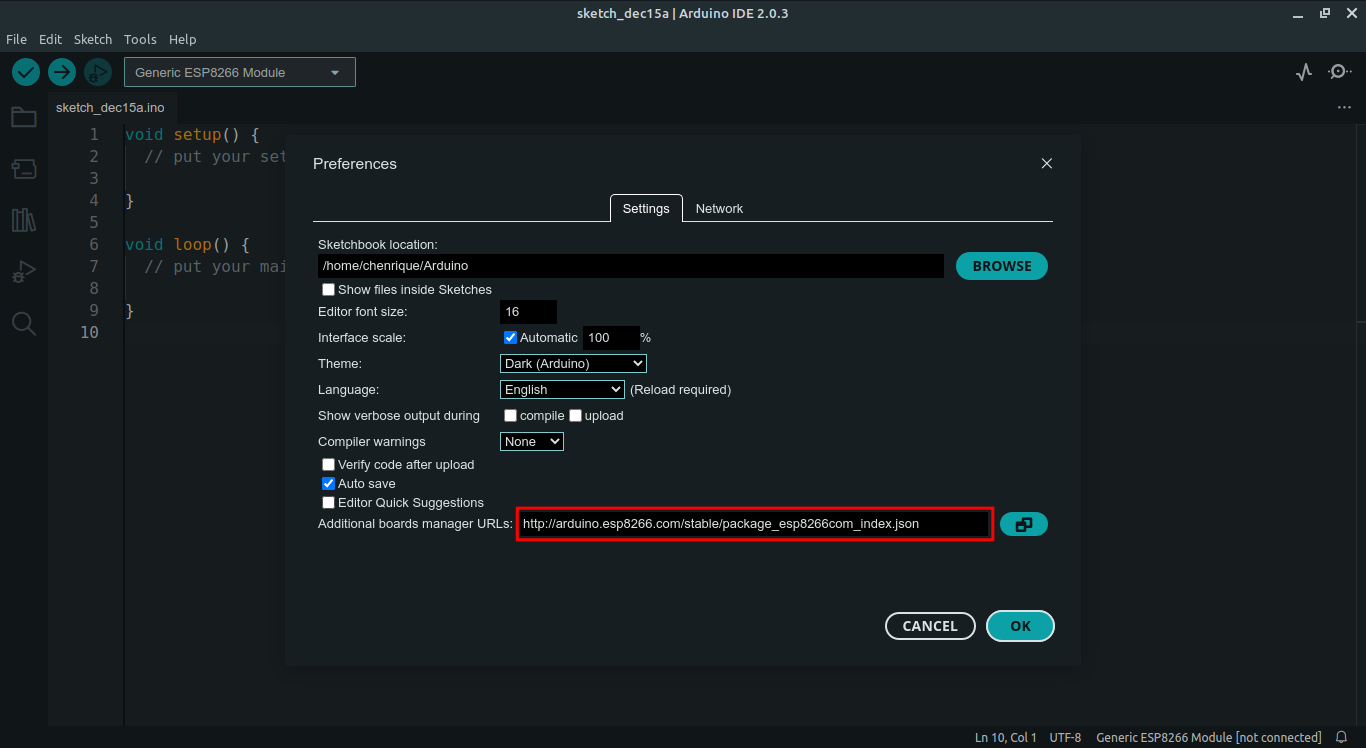 sketch_dec15a | Arduino IDE 2.0.3
File Edit Sketch Tools Help
Generic ESP8266 Module
sketch_dec15a.ino
1 void setup() {
2 // put your set
3
4 }
5
6 void loop() {
7 // put your mai
8
9 }
10
Preferences
Settings Network
Sketchbook location:
/home/chenrique/Arduino BROWSE
Show files inside Sketches
Editor font size: 16
Interface scale: Automatic 100 %
Theme: Dark (Arduino)
Language: English (Reload required)
Show verbose output during compile upload
Compiler warnings None
Verify code after upload
Auto save
Editor Quick Suggestions
Additional boards manager URLs: http://arduino.esp8266.com/stable/package_esp8266com_index.json
CANCEL OK
Ln 10, Col 1 UTF-8 Generic ESP8266 Module [not connected]